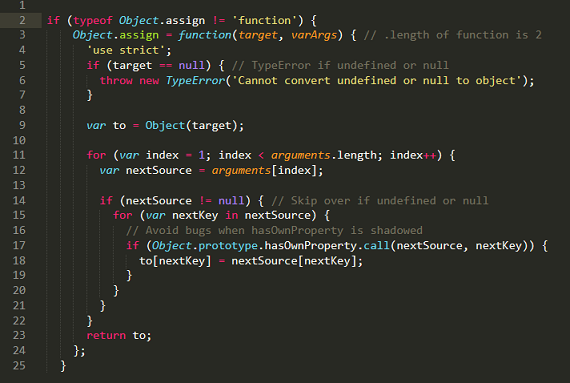 1
2 if (typeof Object.assign != 'function') {
3 Object.assign = function(target, varArgs) { // .length of function is 2
4 'use strict';
5 if (target == null) { // TypeError if undefined or null
6 throw new TypeError('Cannot convert undefined or null to object');
7 }
8
9 var to = Object(target);
10
11 for (var index = 1; index < arguments.length; index++) {
12 var nextSource = arguments[index];
13
14 if (nextSource != null) { // Skip over if undefined or null
15 for (var nextKey in nextSource) {
16 // Avoid bugs when hasOwnProperty is shadowed
17 if (Object.prototype.hasOwnProperty.call(nextSource, nextKey)) {
18 to[nextKey] = nextSource[nextKey];
19 }
20 }
21 }
22 }
23 return to;
24 };
25 }